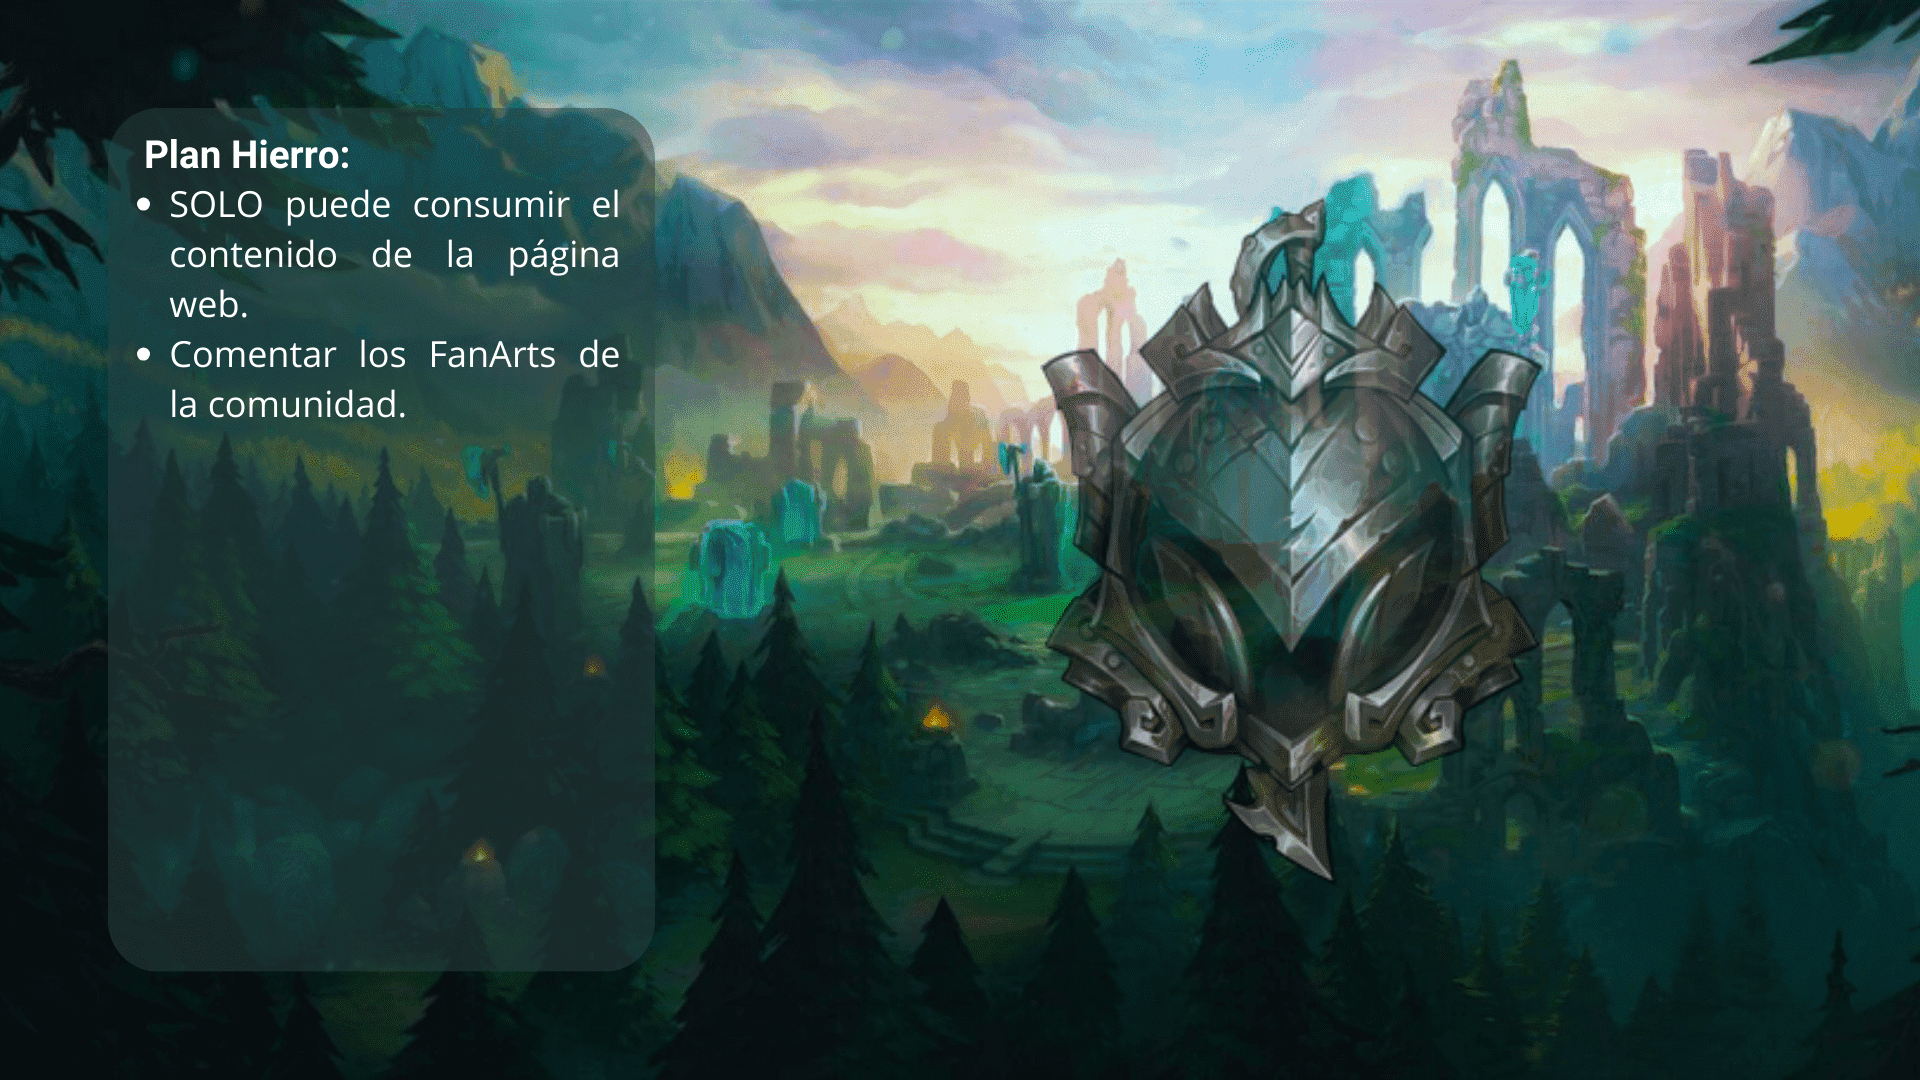 Plan Hierro:
• SOLO puede consumir el
contenido de la página
web.
• Comentar los FanArts de
la comunidad.